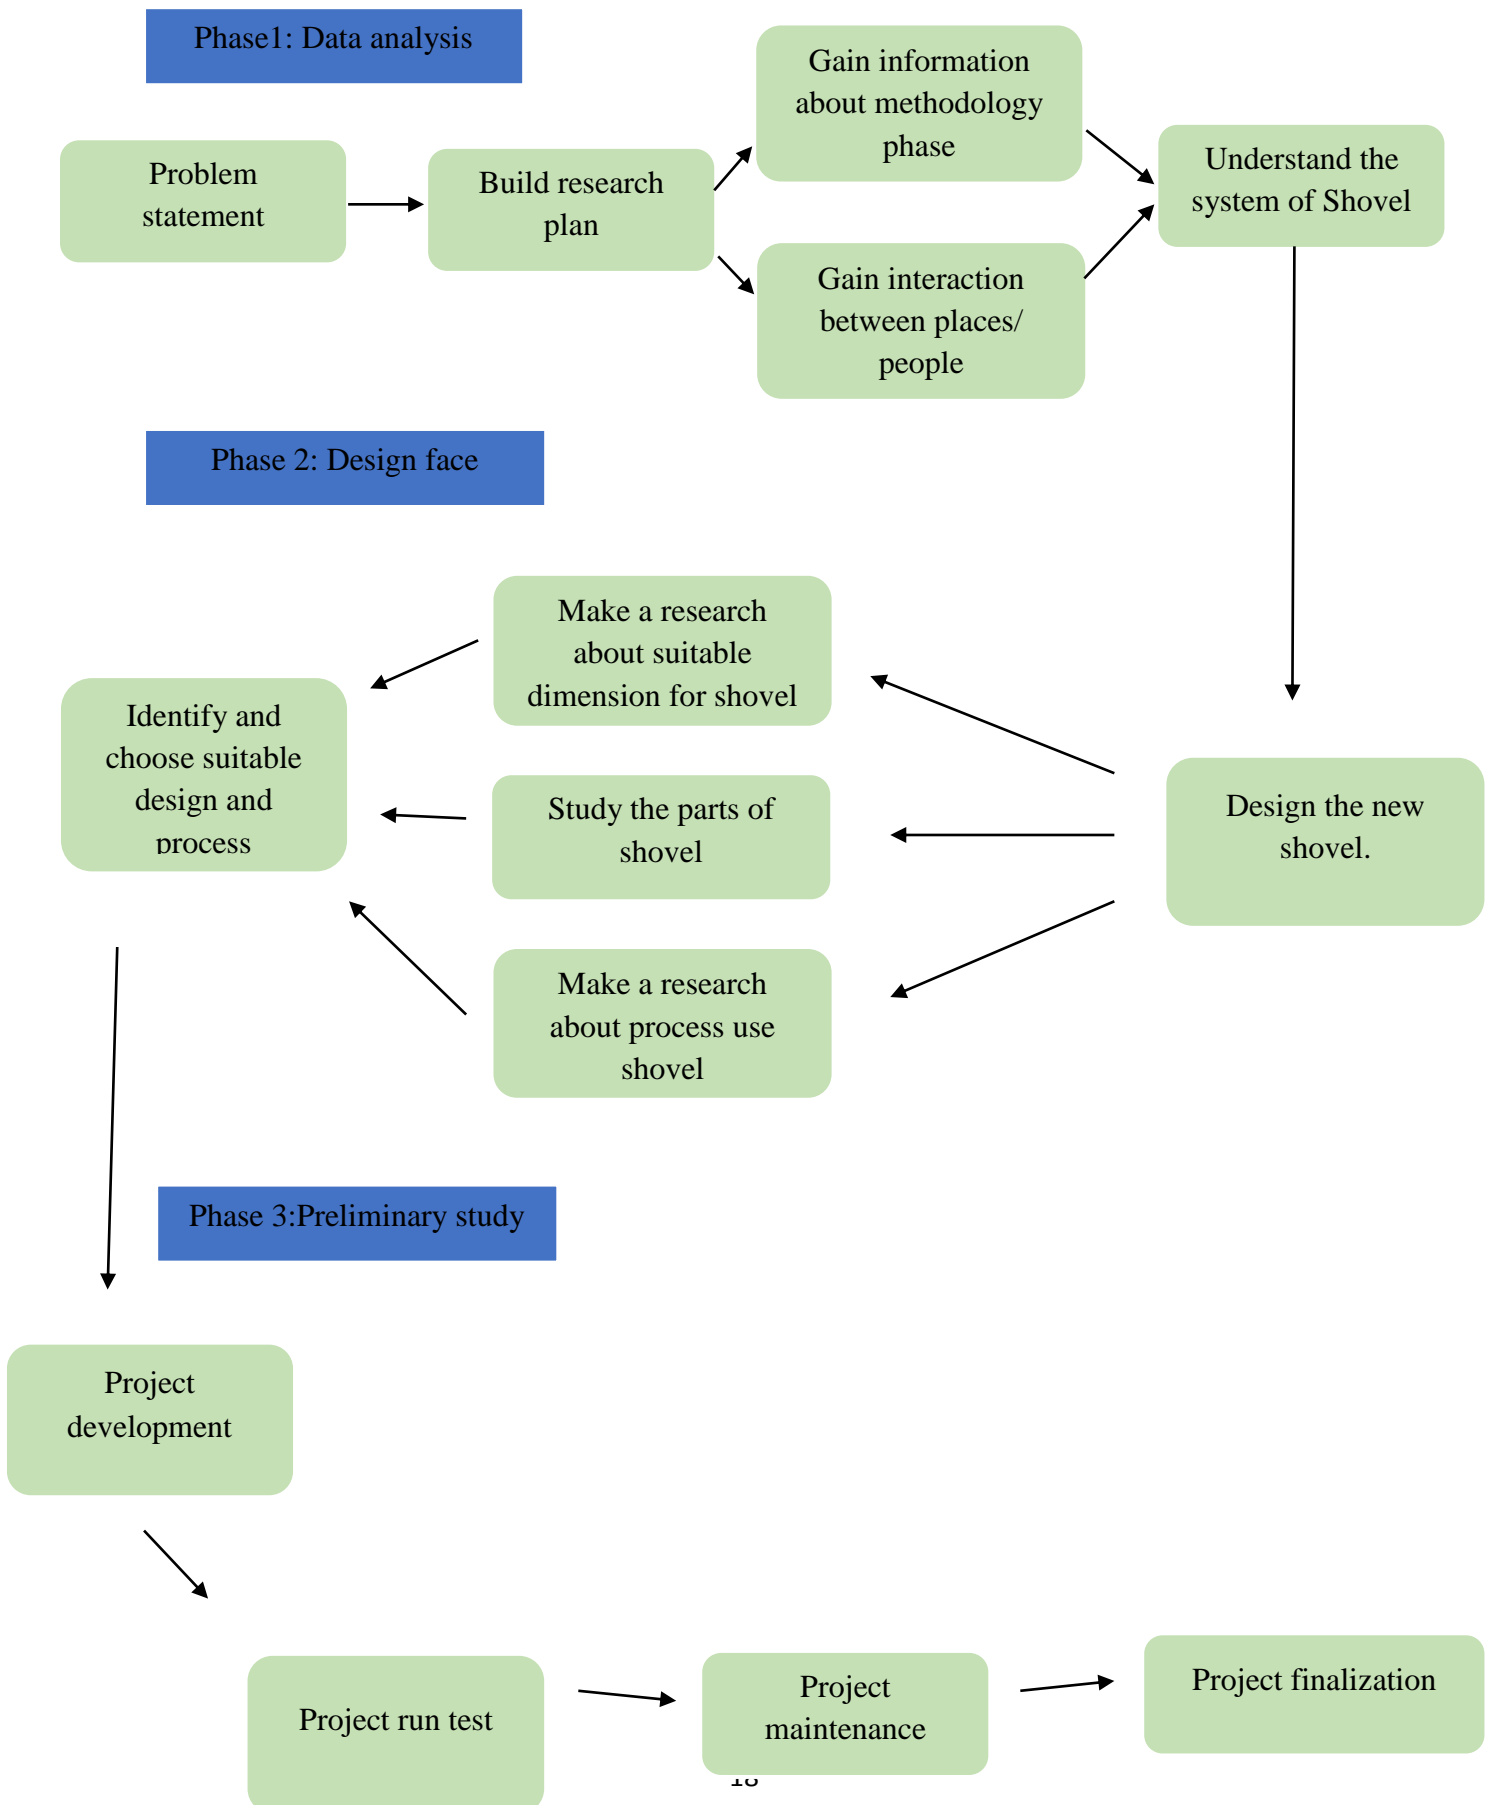 Phase1: Data analysis
Gain information
about methodology
phase
Problem
statement
Build research
plan
Understand the
system of Shovel
Gain interaction
between places/
people
Phase 2: Design face
Make a research
about suitable
dimension for shovel
Identify and
choose suitable
design and
process
Study the parts of
shovel
Design the new
shovel.
Make a research
about process use
shovel
Phase 3:Preliminary study
Project
development
Project run test
Project
maintenance
Project finalization